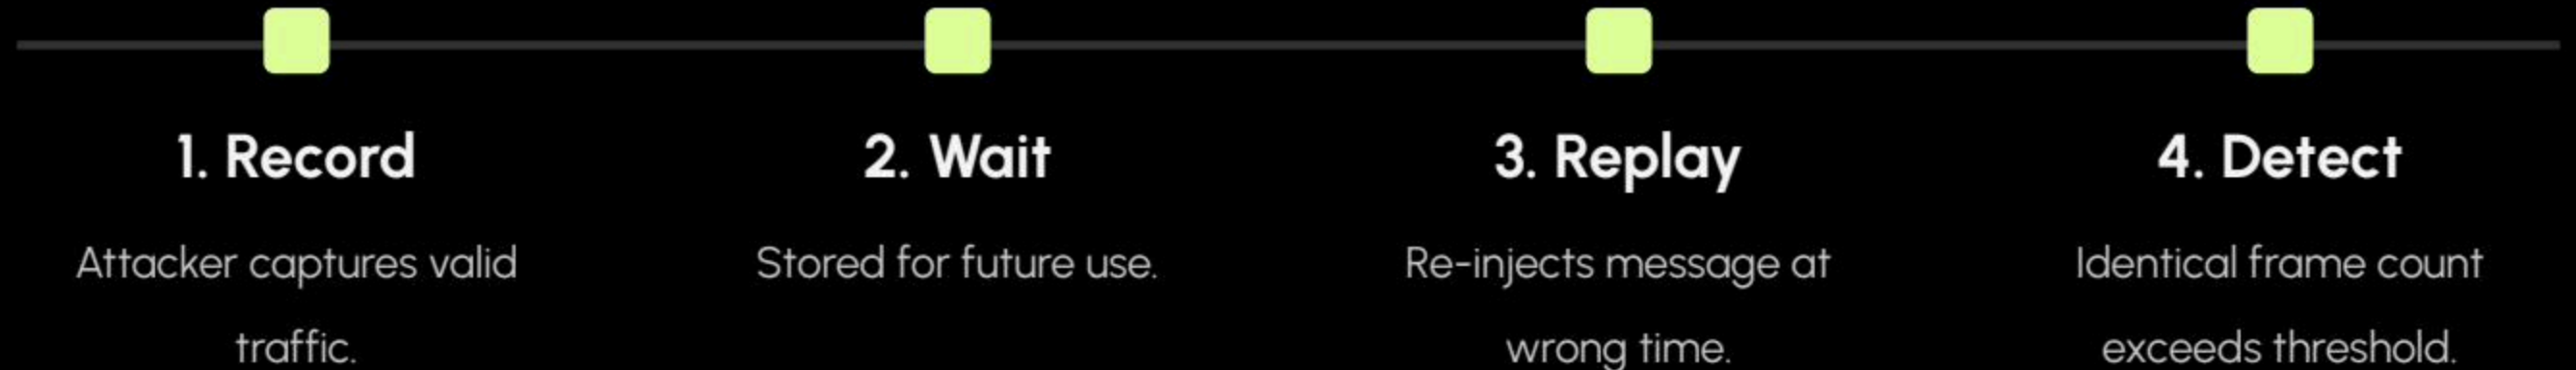 1. Record
Attacker captures valid
traffic.
2. Wait
Stored for future use.
3. Replay
Re-injects message at
wrong time.
4. Detect
Identical frame count
exceeds threshold.